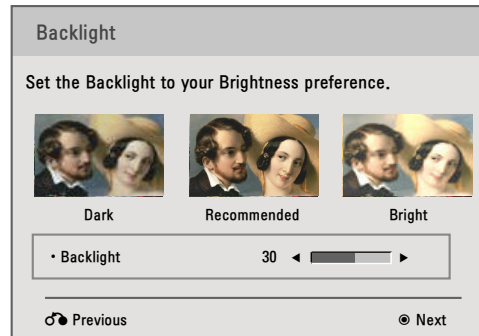 Backlight
Set the Backlight to your Brightness preference.
Dark Recommended Bright
• Backlight 30 ◄ ►
Previous ◉ Next